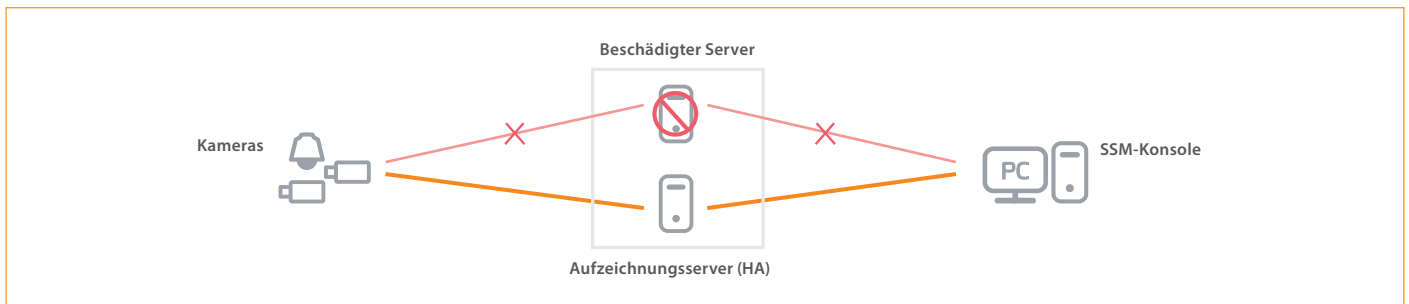 Beschädigter Server
Kameras
PC
SSM-Konsole
Aufzeichnungsserver (HA)